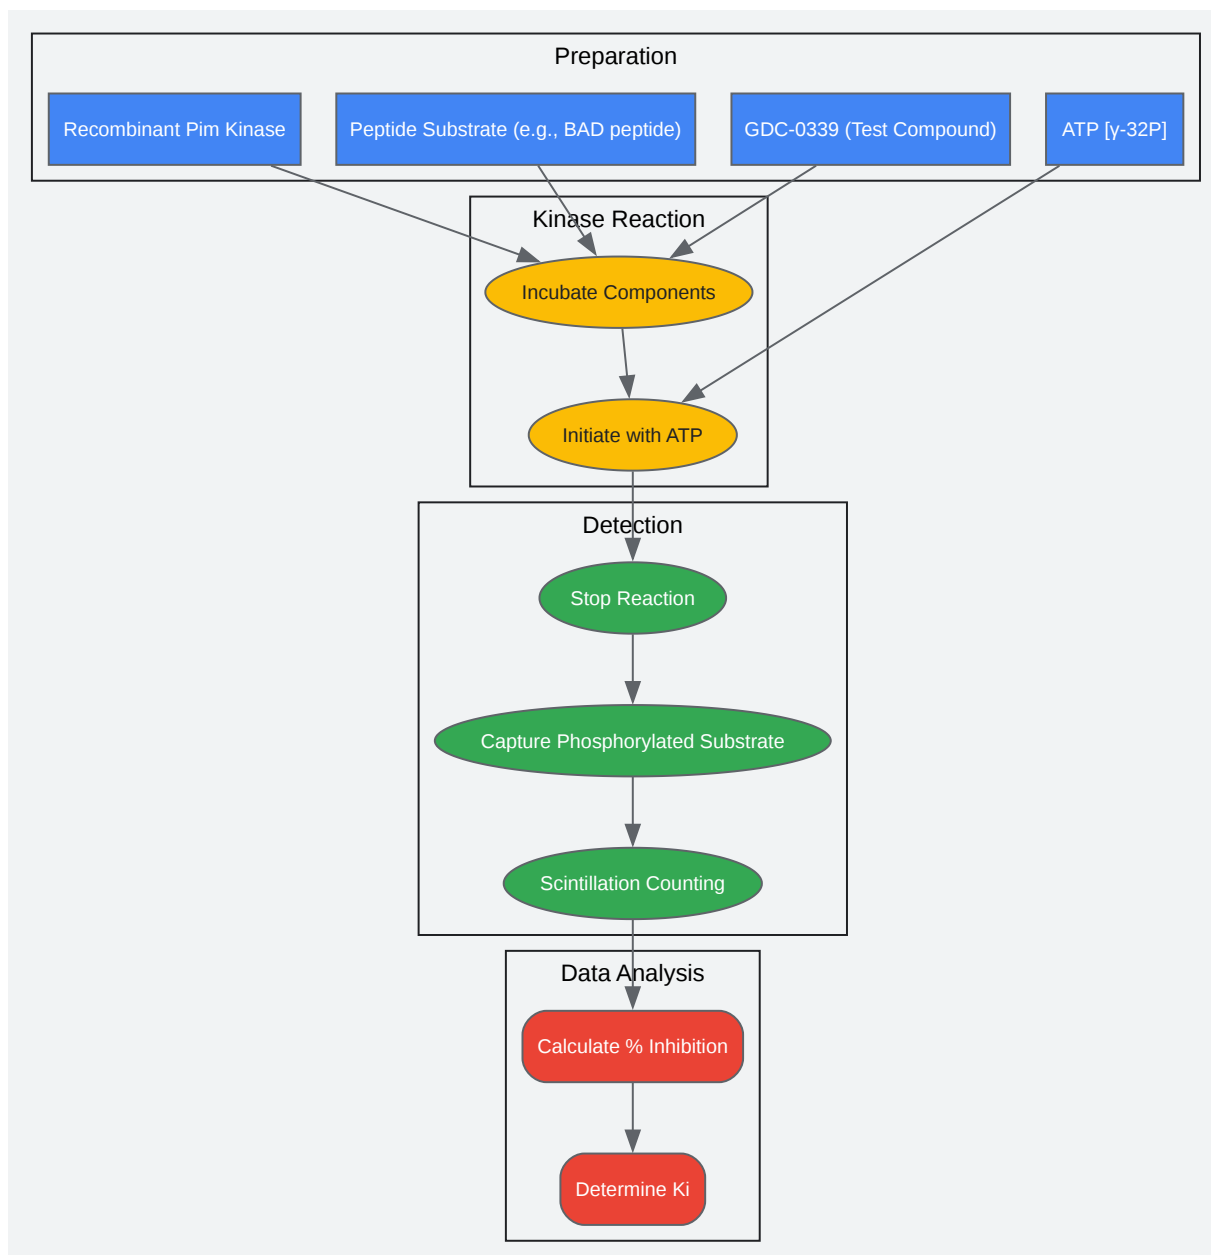 Preparation
Recombinant Pim Kinase
Peptide Substrate (e.g., BAD peptide)
GDC-0339 (Test Compound)
ATP [γ-32P]
Kinase Reaction
Incubate Components
Initiate with ATP
Detection
Stop Reaction
Capture Phosphorylated Substrate
Scintillation Counting
Data Analysis
Calculate % Inhibition
Determine Ki